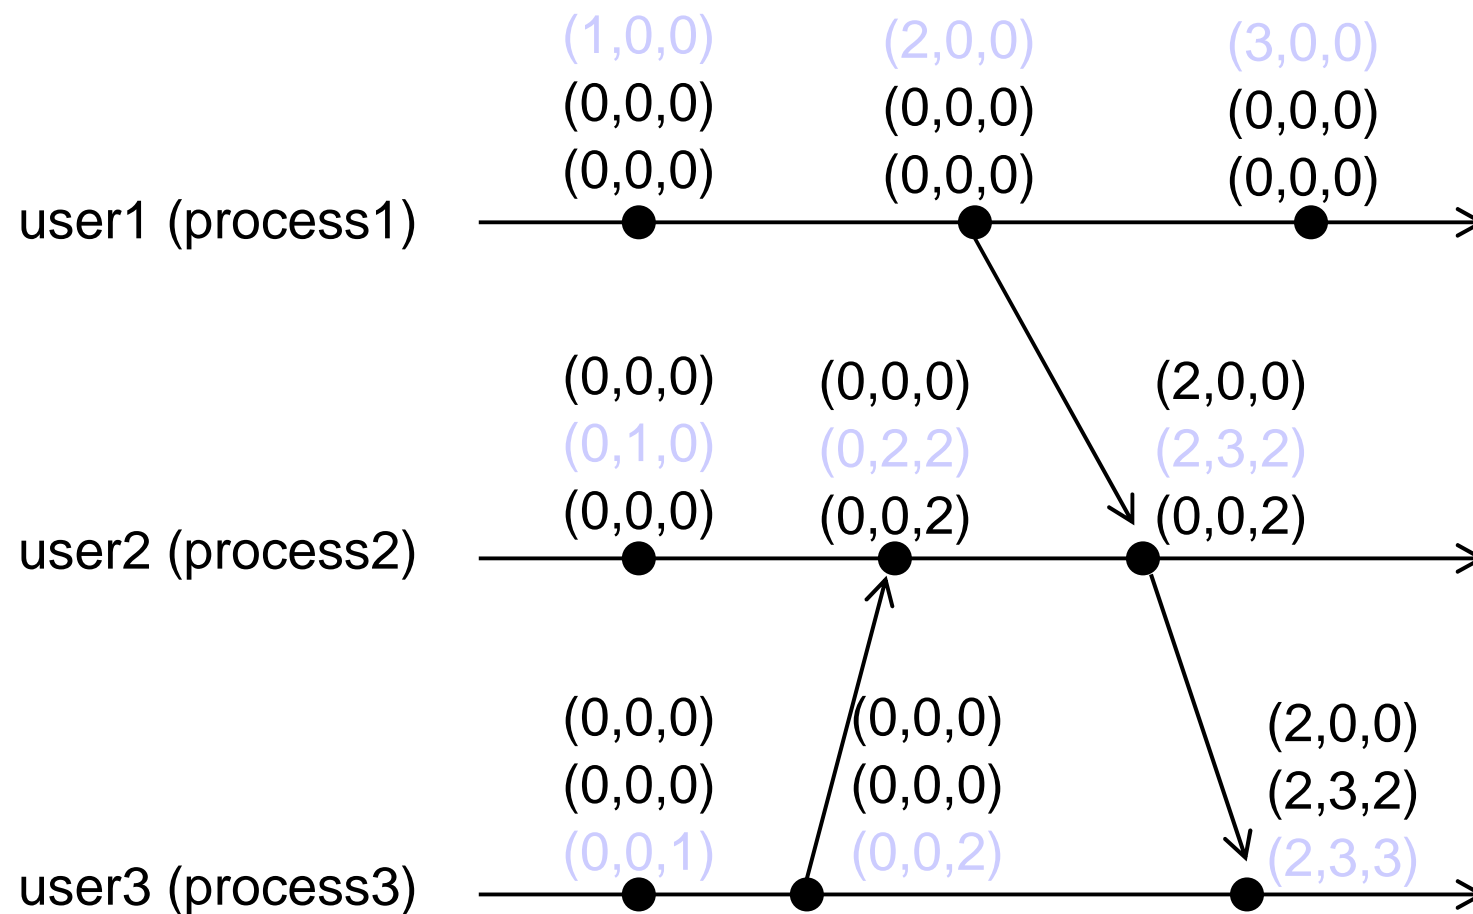 (1,0,0) (2,0,0) (3,0,0)
(0,0,0) (0,0,0) (0,0,0)
(0,0,0) (0,0,0) (0,0,0)
user1 (process1)
(0,0,0) (0,0,0) (2,0,0)
(0,1,0) (0,2,2) (2,3,2)
(0,0,0) (0,0,2) (0,0,2)
user2 (process2)
(0,0,0) (0,0,0) (2,0,0)
(0,0,0) (0,0,0) (2,3,2)
(0,0,1) (0,0,2) (2,3,3)
user3 (process3)